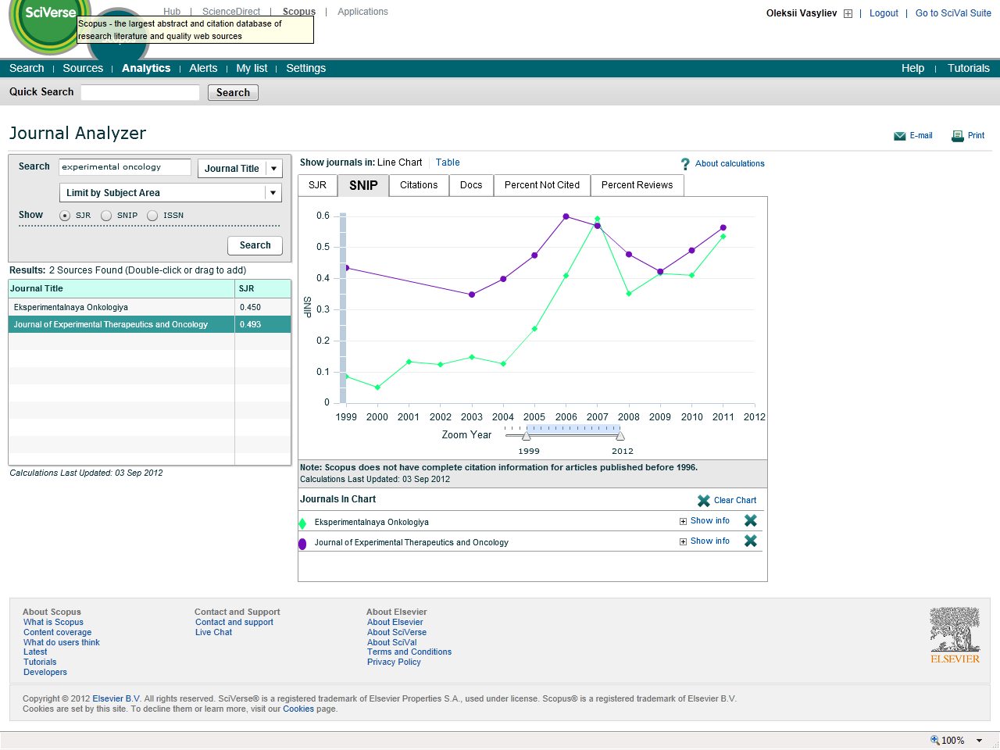 SciVerse
Hub | ScienceDirect | Scopus | Applications
Oleksii Vasyliev | Logout | Go to SciVal Suite
Scopus - the largest abstract and citation database of
research literature and quality web sources
Search | Sources | Analytics | Alerts | My list | Settings
Help | Tutorials
Quick Search Search
Journal Analyzer
E-mail Print
Search experimental oncology Journal Title
Limit by Subject Area
Show SJR SNIP ISSN
Search
Results: 2 Sources Found (Double-click or drag to add)
Journal Title SJR
Eksperimentalnaya Onkologiya 0.450
Journal of Experimental Therapeutics and Oncology 0.493
Calculations Last Updated: 03 Sep 2012
Show journals in: Line Chart | Table
? About calculations
SJR SNIP Citations Docs Percent Not Cited Percent Reviews
0.6
0.5
0.4
0.3
0.2
0.1
0
SNIP
1999 2000 2001 2002 2003 2004 2005 2006 2007 2008 2009 2010 2011 2012
Zoom Year
1999 2012
Note: Scopus does not have complete citation information for articles published before 1996.
Calculations Last Updated: 03 Sep 2012
Journals In Chart Clear Chart
Eksperimentalnaya Onkologiya Show info
Journal of Experimental Therapeutics and Oncology Show info
About Scopus
What is Scopus
Content coverage
What do users think
Latest
Tutorials
Developers
Contact and Support
Contact and support
Live Chat
About Elsevier
About Elsevier
About SciVerse
About SciVal
Terms and Conditions
Privacy Policy
ELSEVIER
Copyright © 2012 Elsevier B.V. All rights reserved. SciVerse® is a registered trademark of Elsevier Properties S.A., used under license. Scopus® is a registered trademark of Elsevier B.V.
Cookies are set by this site. To decline them or learn more, visit our Cookies page.
100%